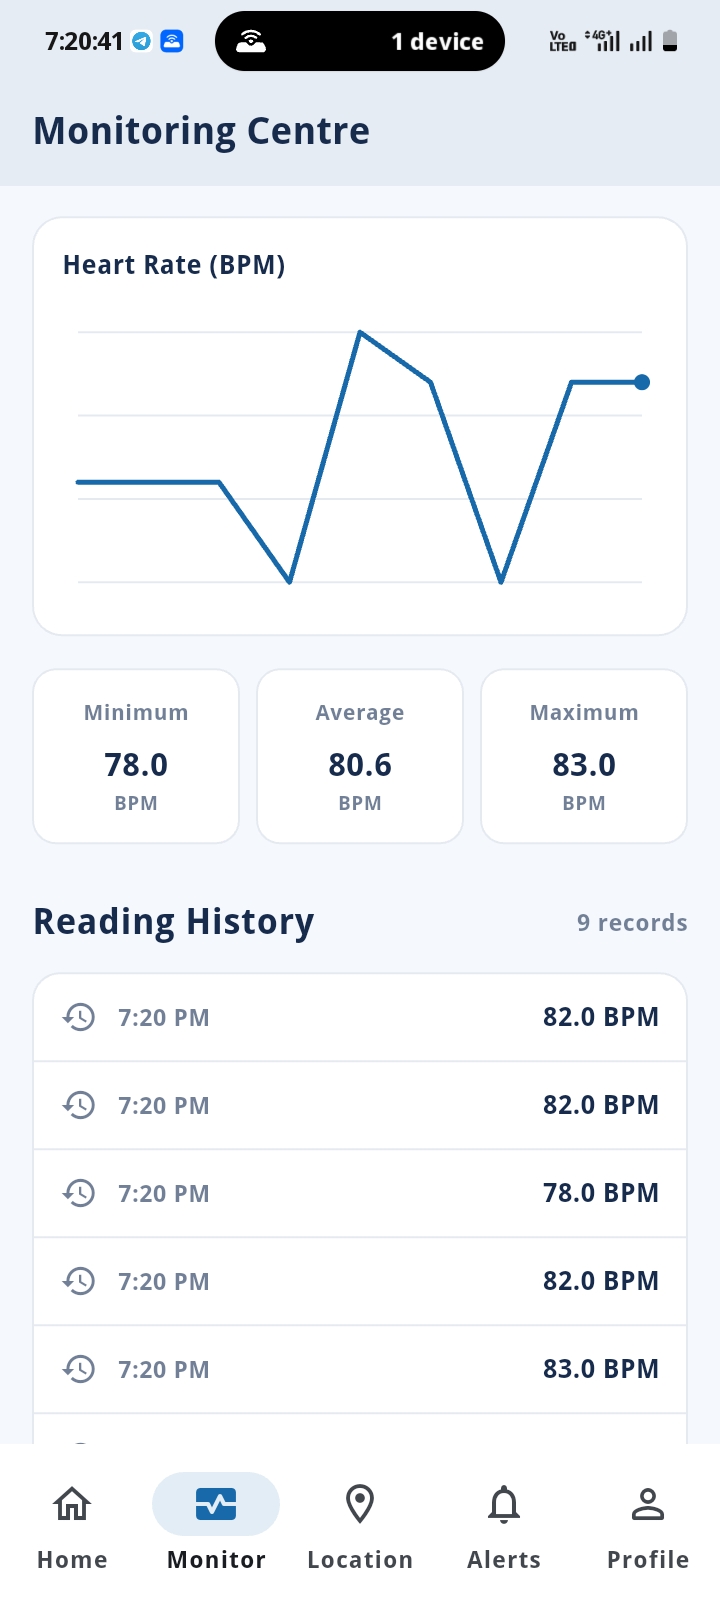 7:20:41
1 device
Vo LTE 4G+
Monitoring Centre
Heart Rate (BPM)
Minimum Average Maximum
78.0 80.6 83.0
BPM BPM BPM
Reading History 9 records
7:20 PM 82.0 BPM
7:20 PM 82.0 BPM
7:20 PM 78.0 BPM
7:20 PM 82.0 BPM
7:20 PM 83.0 BPM
Home Monitor Location Alerts Profile